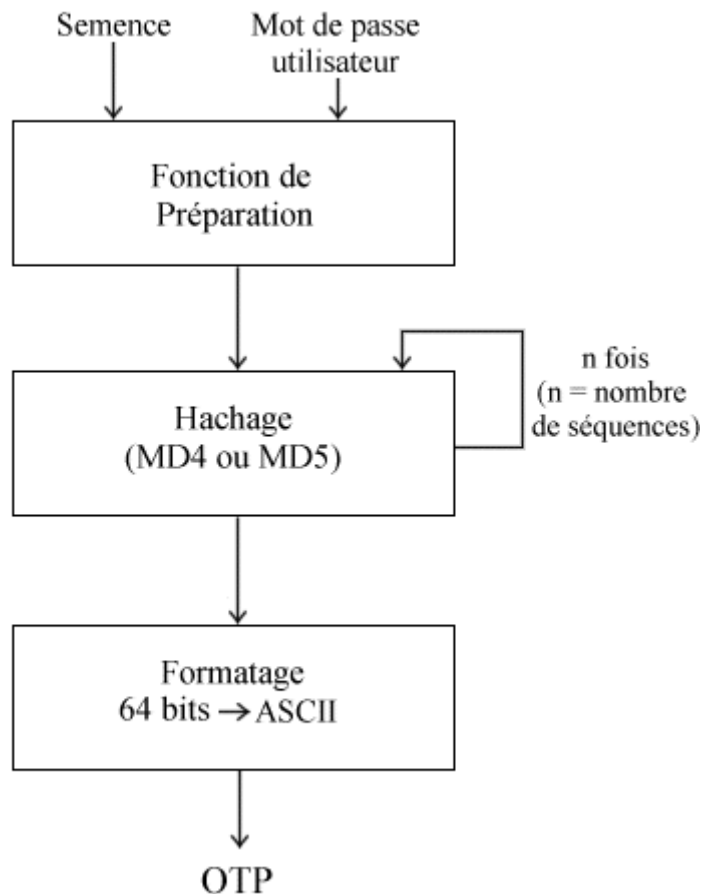 Semence
Mot de passe
utilisateur
Fonction de
Préparation
Hachage
(MD4 ou MD5)
n fois
(n = nombre
de séquences)
Formatage
64 bits → ASCII
OTP